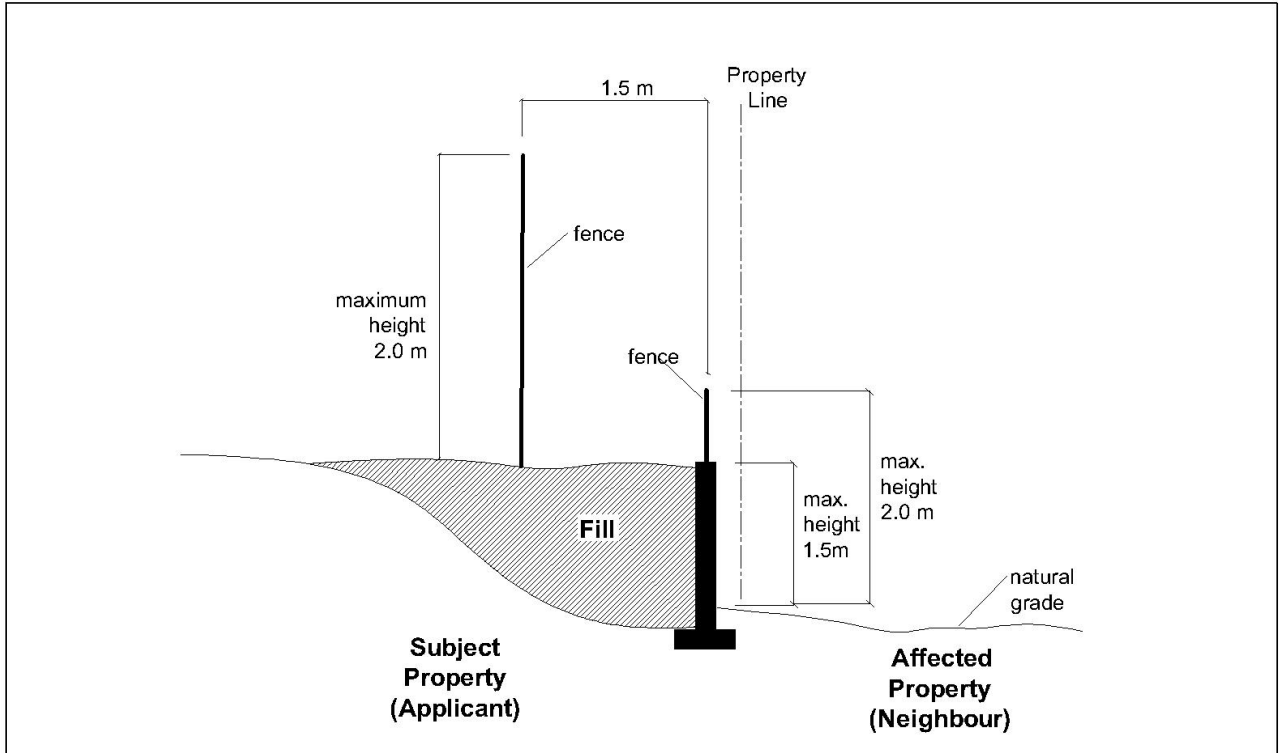 Property
Line
1.5 m
fence
maximum
height
2.0 m
fence
max.
height
2.0 m
max.
height
1.5m
Fill
natural
grade
Subject
Property
(Applicant)
Affected
Property
(Neighbour)